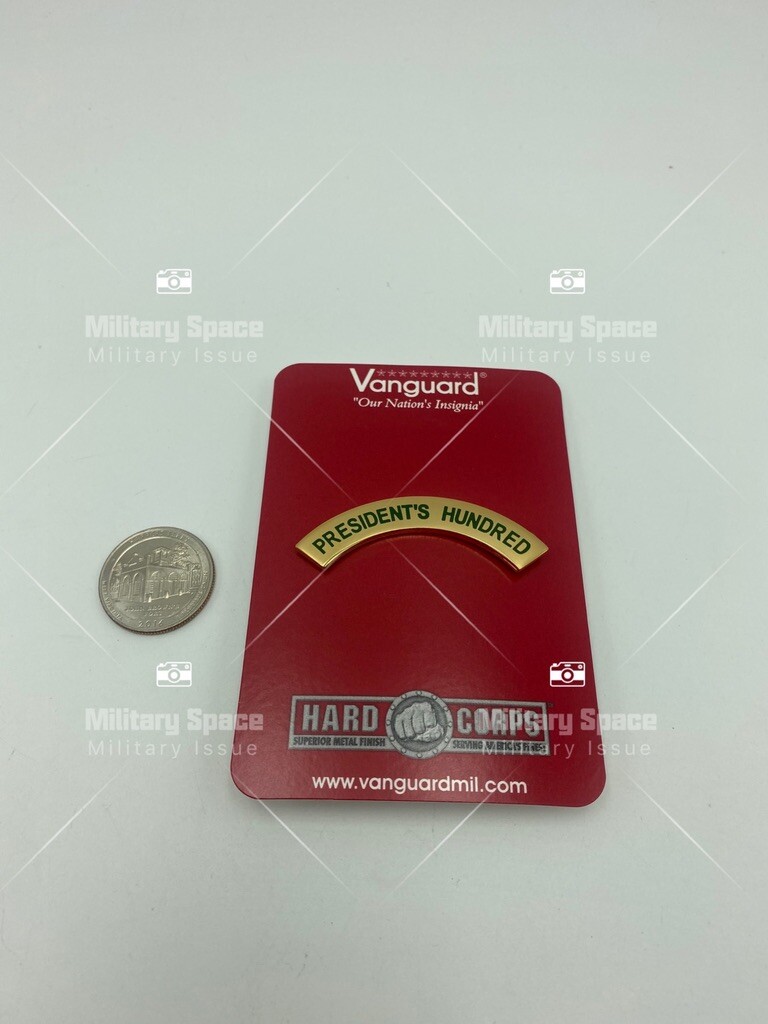 Military Space
Military Issue
Military Space
Military Issue
Vanguard®
"Our Nation's Insignia"
PRESIDENT'S HUNDRED
HARD CORPS
SUPERIOR METAL FINISH
www.vanguardmil.com
Military Space
Military Issue
Military Space
Military Issue